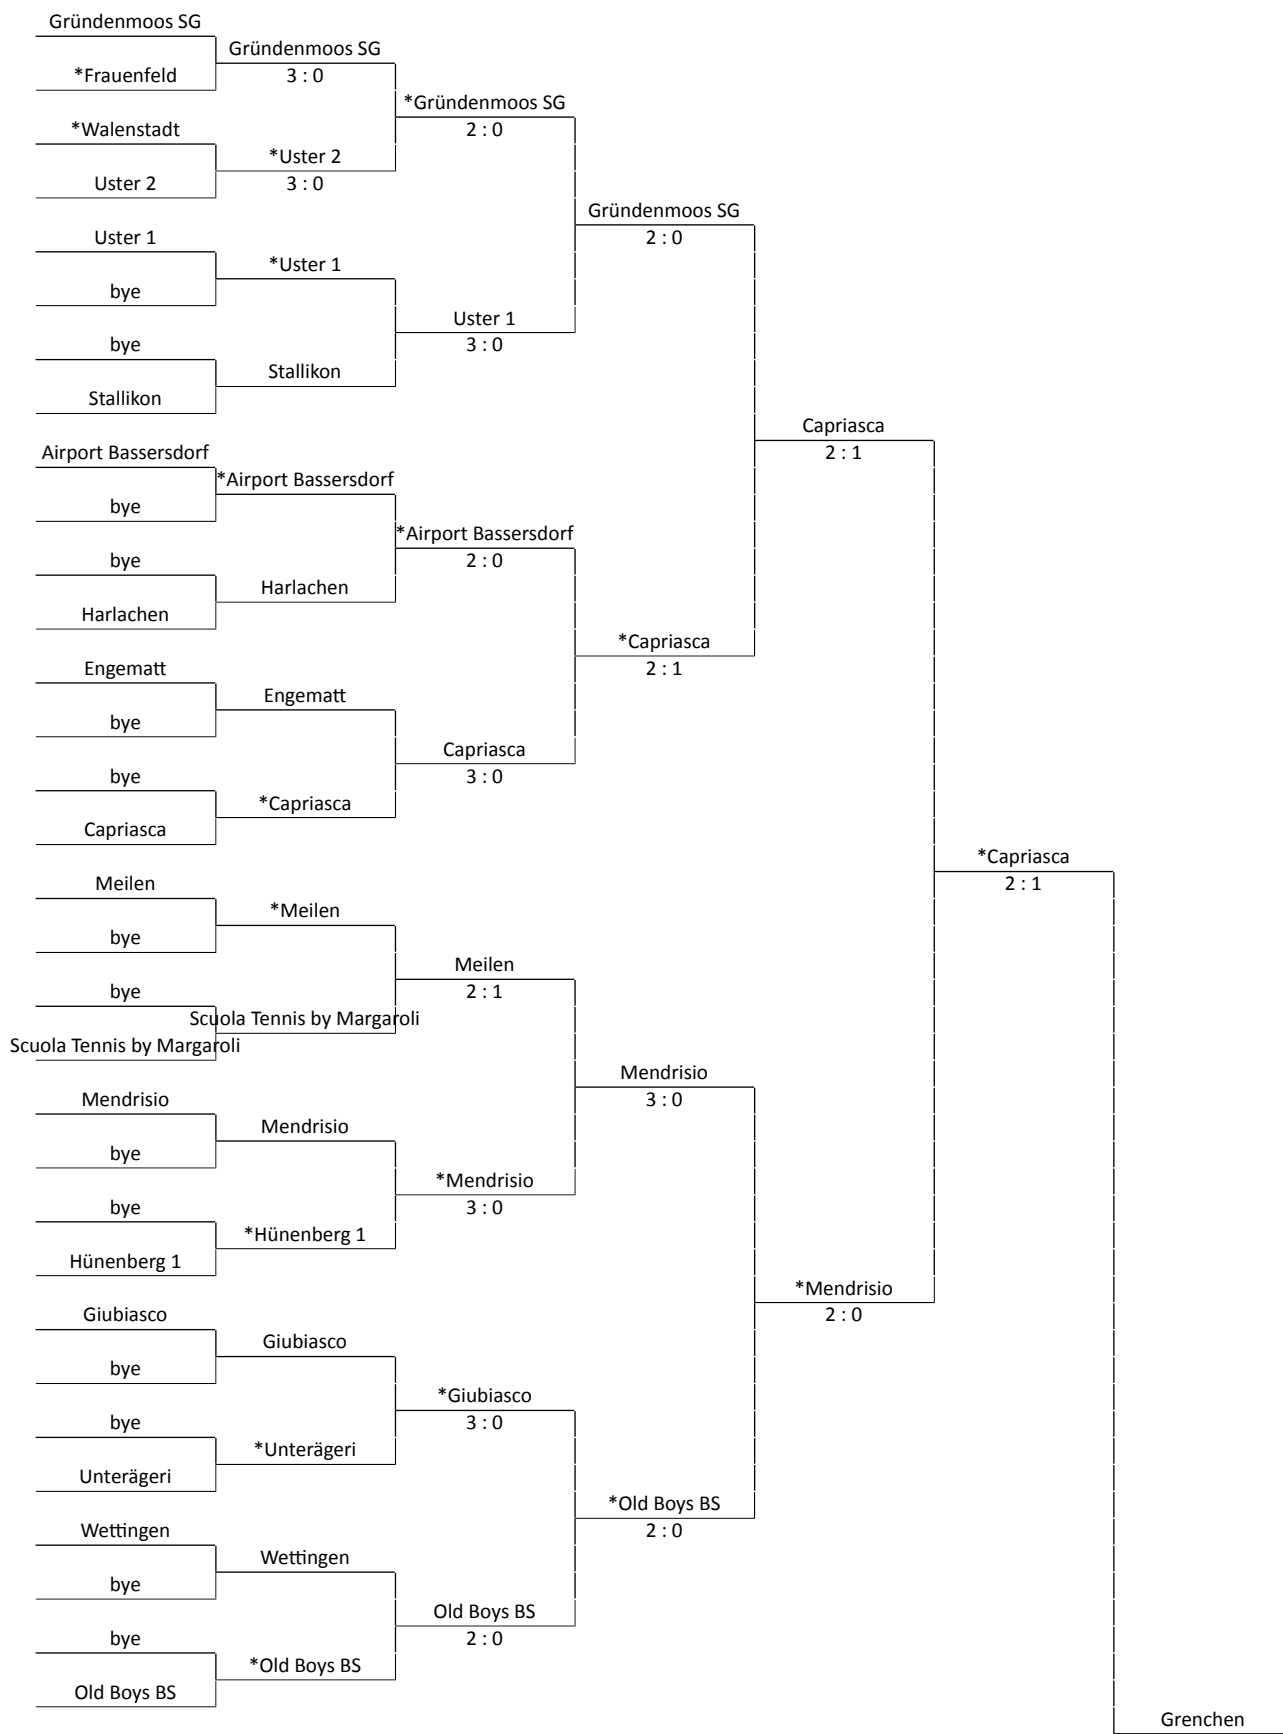 Gründenmoos SG
*Frauenfeld
*Walenstadt
Uster 2
Uster 1
bye
bye
Stallikon
Airport Bassersdorf
bye
bye
Harlachen
Engematt
bye
bye
Capriasca
Meilen
bye
bye
Scuola Tennis by Margaroli
Mendrisio
bye
bye
Hünenberg 1
Giubiasco
bye
bye
Unterägeri
Wettingen
bye
bye
Old Boys BS
Gründenmoos SG
3 : 0
*Uster 2
3 : 0
*Uster 1
Stallikon
*Airport Bassersdorf
Harlachen
Engematt
*Capriasca
*Meilen
Scuola Tennis by Margaroli
Mendrisio
*Hünenberg 1
Giubiasco
*Unterägeri
Wettingen
*Old Boys BS
*Gründenmoos SG
2 : 0
Uster 1
3 : 0
*Airport Bassersdorf
2 : 0
Capriasca
3 : 0
Meilen
2 : 1
*Mendrisio
3 : 0
*Giubiasco
3 : 0
Old Boys BS
2 : 0
Gründenmoos SG
2 : 0
*Capriasca
2 : 1
Mendrisio
3 : 0
*Old Boys BS
2 : 0
Capriasca
2 : 1
*Mendrisio
2 : 0
*Capriasca
2 : 1
Grenchen